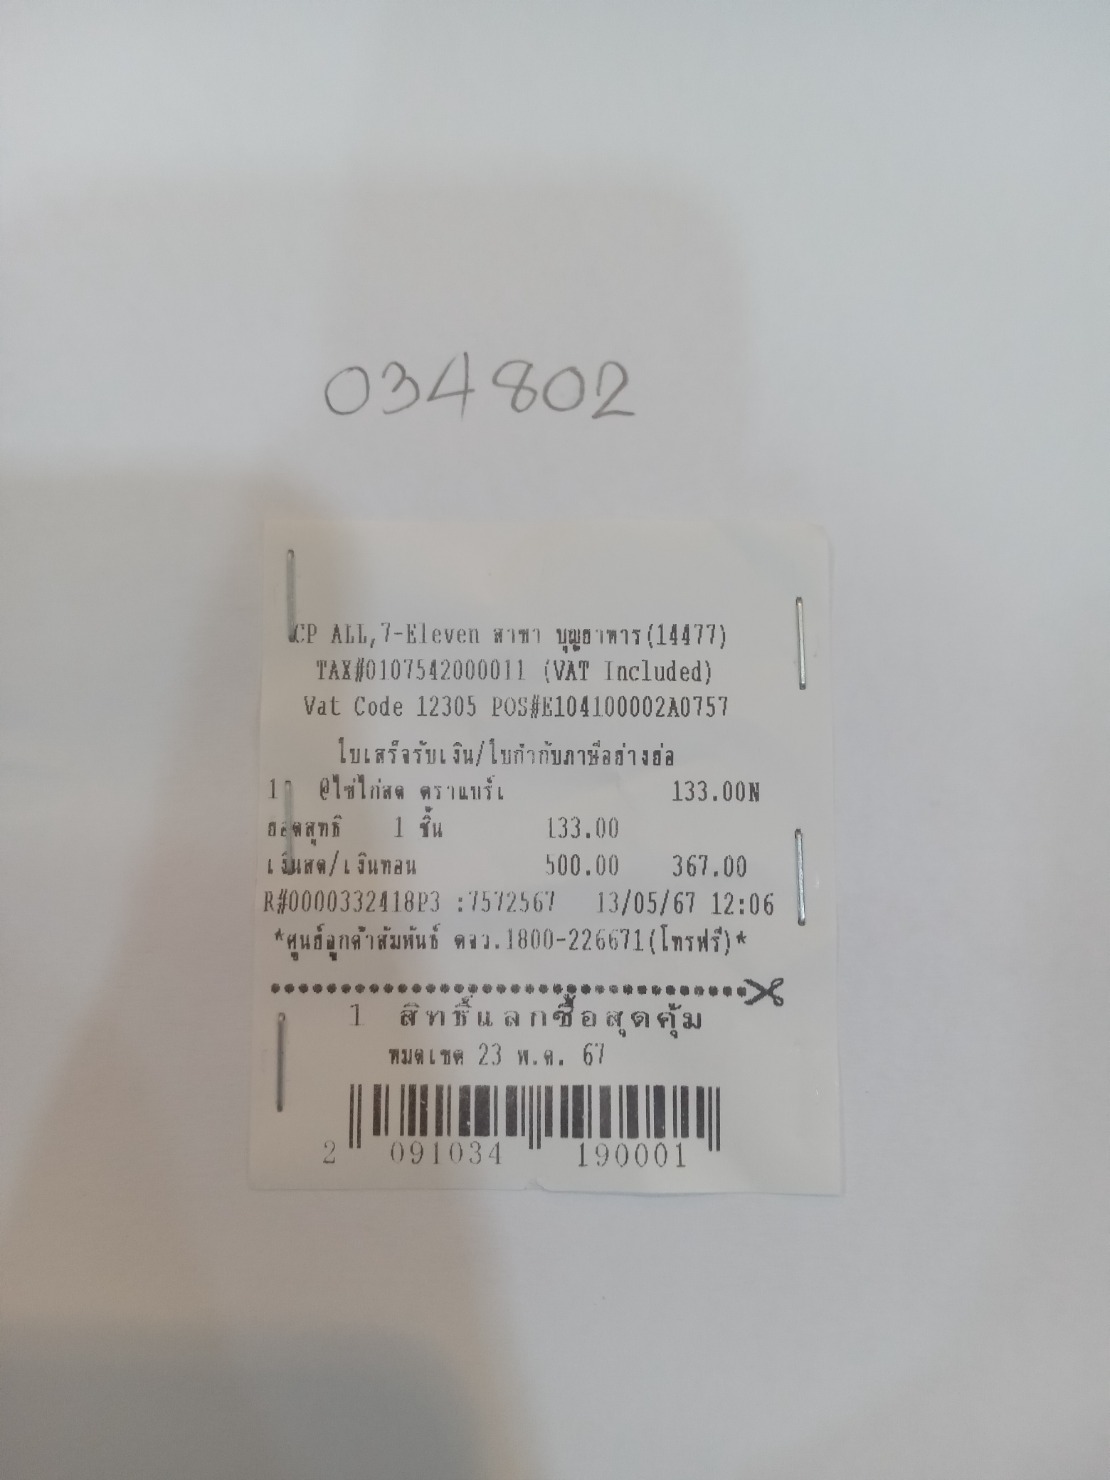 034802
CP ALL,7-Eleven สาขา บุญธาหาร(14477)
TAX#0107542000011 (VAT Included)
Vat Code 12305 POS#E104100002A0757
ใบเสร็จรับเงิน/ใบกำกับภาษีอย่างย่อ
1 @ไข่ไก่สด ตราแบร์เ 133.00N
ยอดสุทธิ 1 ชิ้น 133.00
เงินสด/เงินทอน 500.00 367.00
R#0000332418P3 :7572567 13/05/67 12:06
*ศูนย์ลูกค้าสัมพันธ์ ตจว.1800-226671(โทรฟรี)*
1 สิทธิ์แลกซื้อสุดคุ้ม
หมดเขต 23 พ.ค. 67
2 091034 190001